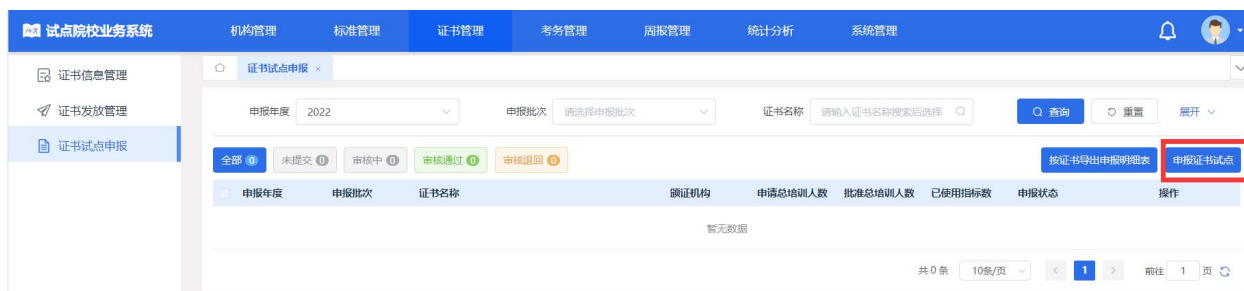 试点院校业务系统 机构管理 标准管理 证书管理 考务管理 周报管理 统计分析 系统管理
证书信息管理 证书试点申报 ×
证书发放管理 申报年度 2022 申报批次 请选择申报批次 证书名称 请输入证书名称搜索后选择 查询 重置 展开
证书试点申报
全部 0 未提交 0 审核中 0 审核通过 0 审核退回 0 按证书导出申报明细表 申报证书试点
申报年度 申报批次 证书名称 颁证机构 申请总培训人数 批准总培训人数 已使用指标数 申报状态 操作
暂无数据
共 0 条 10条/页 < 1 > 前往 1 页